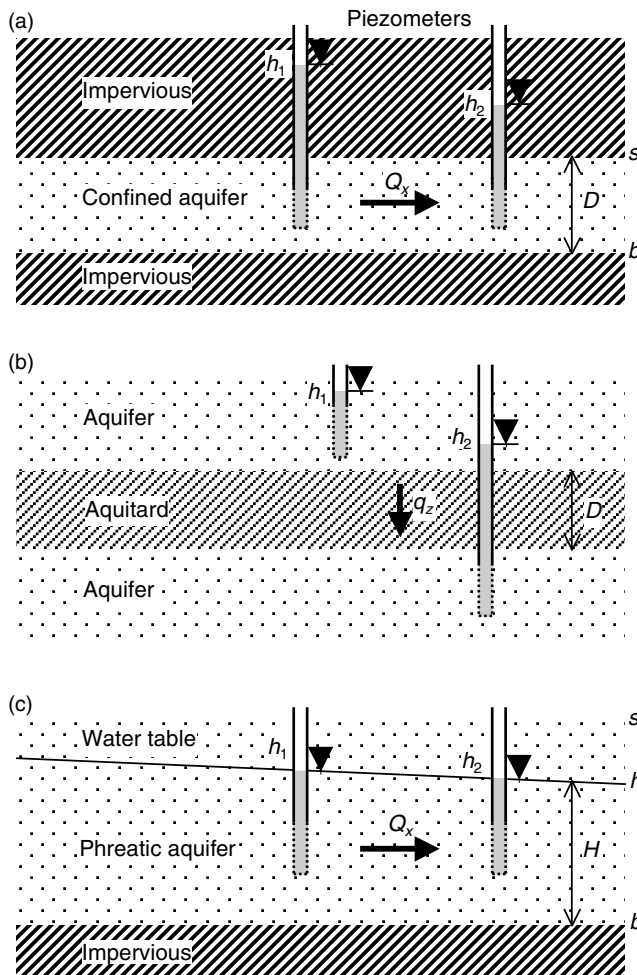 (a) Piezometers
h₁
Impervious
h₂
s
Confined aquifer
Qₓ
D
b
Impervious
(b)
h₁
Aquifer
h₂
Aquitard
q_z
D
Aquifer
(c)
s
Water table
h₁
h₂
h
Qₓ
Phreatic aquifer
H
b
Impervious